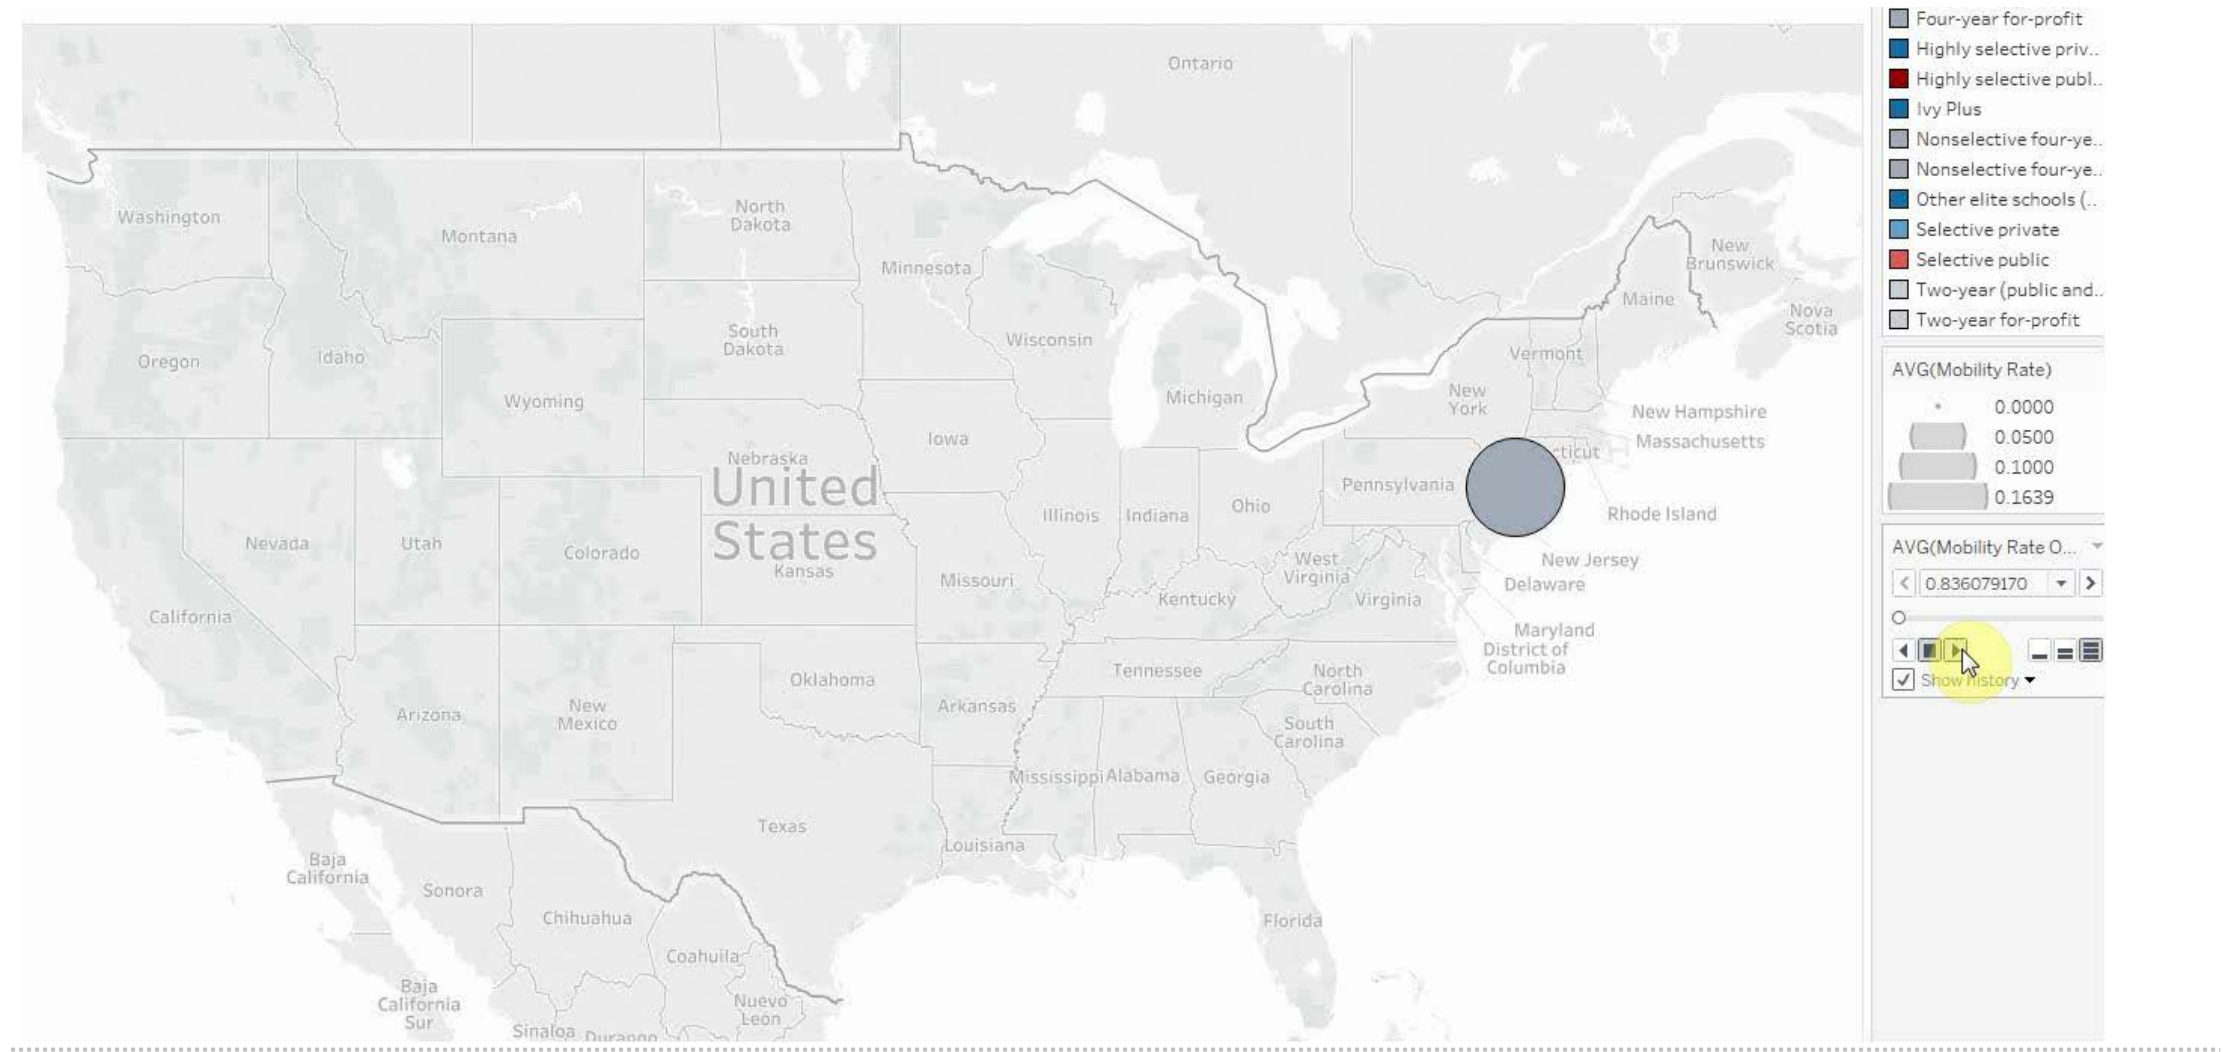 Ontario
Washington
Montana
North
Dakota
Minnesota
New
Brunswick
Maine
Nova
Scotia
Oregon
Idaho
South
Dakota
Wisconsin
Vermont
Wyoming
Michigan
New
York
New Hampshire
Massachusetts
cticut
Iowa
Nebraska
United
States
Pennsylvania
Illinois
Indiana
Ohio
Rhode Island
Nevada
Utah
Colorado
Kansas
Missouri
West
Virginia
New Jersey
Delaware
California
Kentucky
Virginia
Maryland
District of
Columbia
Oklahoma
Tennessee
North
Carolina
Arizona
New
Mexico
Arkansas
South
Carolina
Mississippi
Alabama
Georgia
Texas
Louisiana
Baja
California
Sonora
Chihuahua
Florida
Coahuila
Baja
California
Sur
Nuevo
León
Sinaloa
Durango
Four-year for-profit
Highly selective priv..
Highly selective publ..
Ivy Plus
Nonselective four-ye..
Nonselective four-ye..
Other elite schools (..
Selective private
Selective public
Two-year (public and..
Two-year for-profit
AVG(Mobility Rate)
0.0000
0.0500
0.1000
0.1639
AVG(Mobility Rate O...
0.836079170
Show history